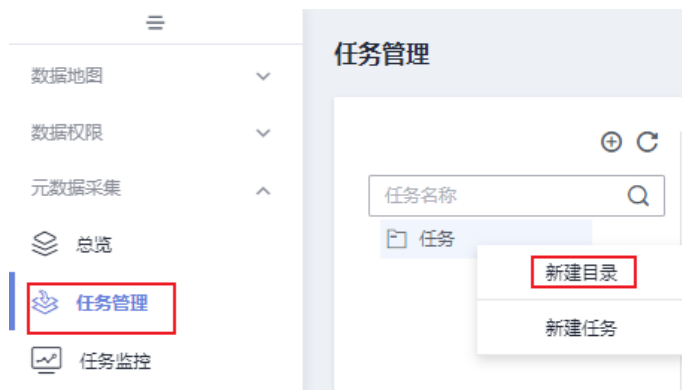 数据地图
数据权限
元数据采集
总览
任务管理
任务监控
任务管理
任务名称
任务
新建目录
新建任务